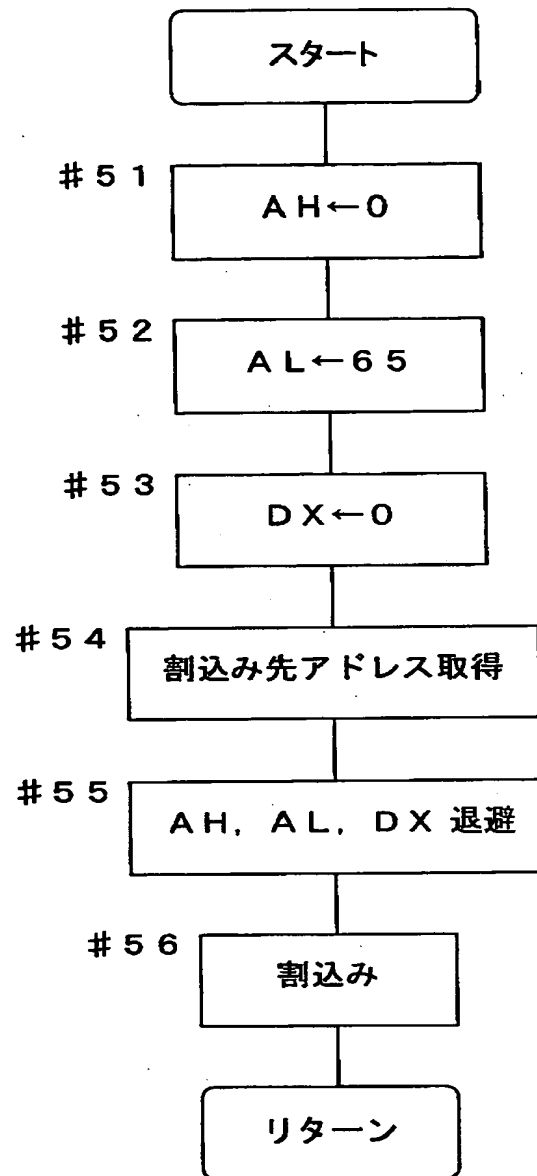 スタート
#51
AH←0
#52
AL←65
#53
DX←0
#54
割込み先アドレス取得
#55
AH, AL, DX 退避
#56
割込み
リターン